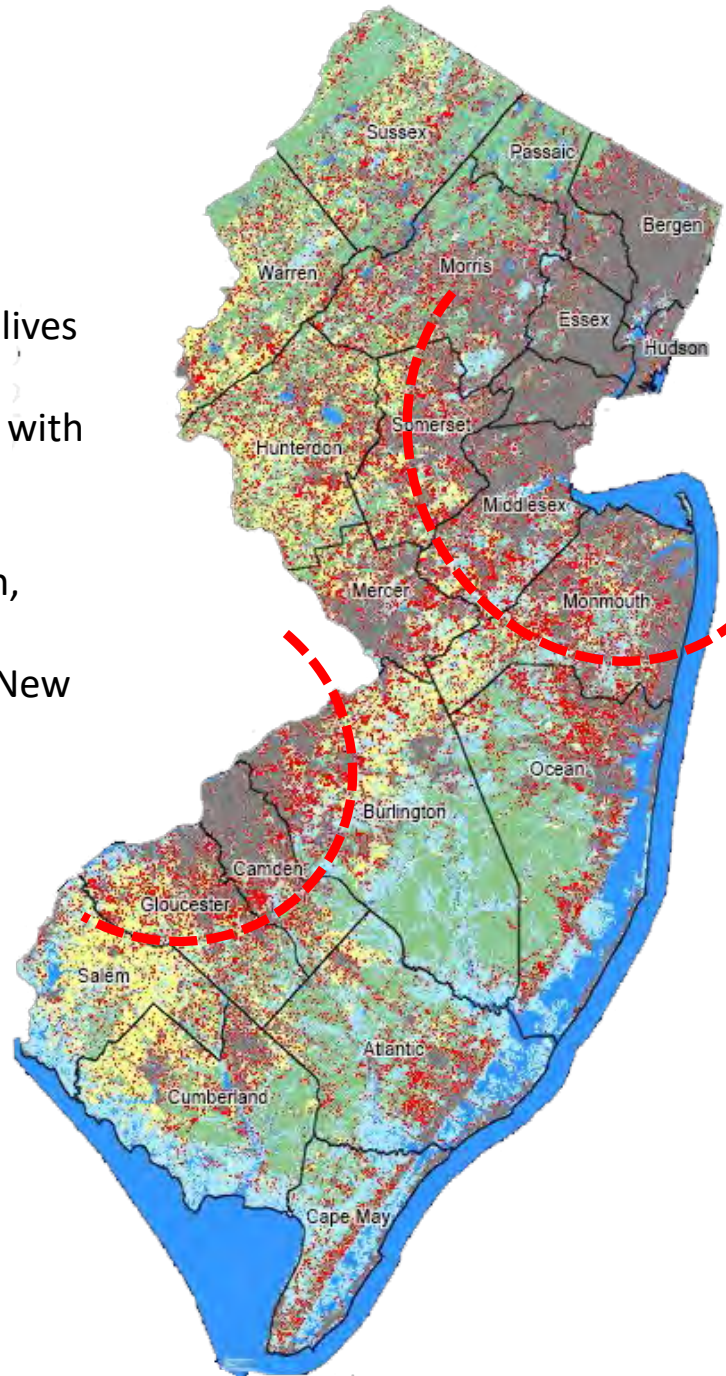 lives
with
n,
New
Sussex
Passaic
Bergen
Warren
Morris
Essex
Hudson
Hunterdon
Somerset
Middlesex
Mercer
Monmouth
Ocean
Burlington
Camden
Gloucester
Salem
Atlantic
Cumberland
Cape May